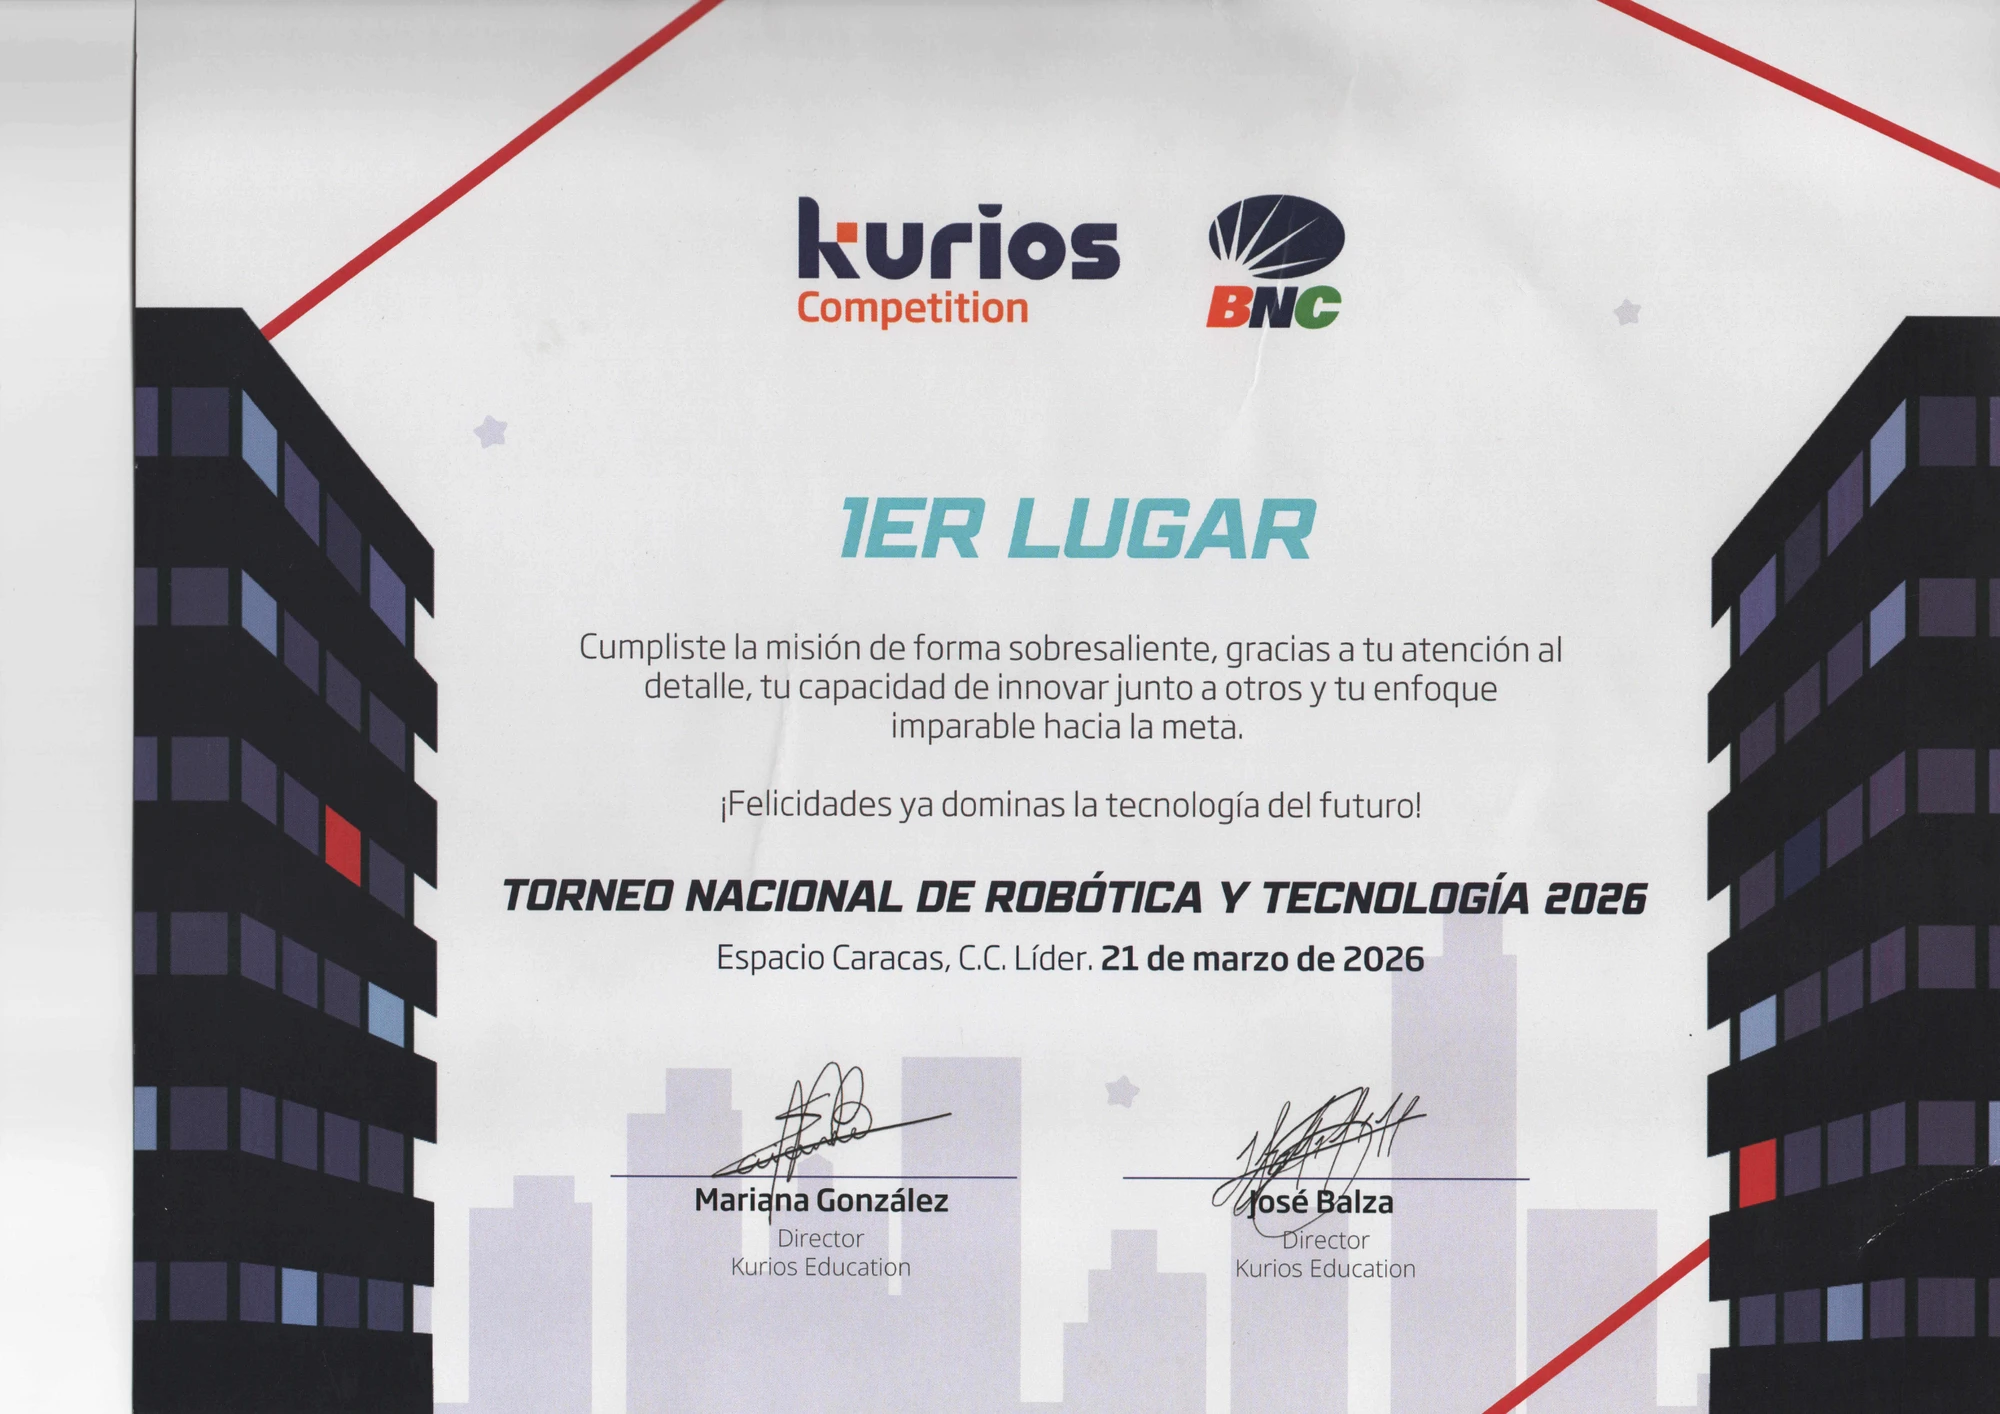 kurios
Competition
BNC
1ER LUGAR
Cumpliste la misión de forma sobresaliente, gracias a tu atención al
detalle, tu capacidad de innovar junto a otros y tu enfoque
imparable hacia la meta.
¡Felicidades ya dominas la tecnología del futuro!
TORNEO NACIONAL DE ROBÓTICA Y TECNOLOGÍA 2026
Espacio Caracas, C.C. Líder. 21 de marzo de 2026
Mariana González
Director
Kurios Education
José Balza
Director
Kurios Education